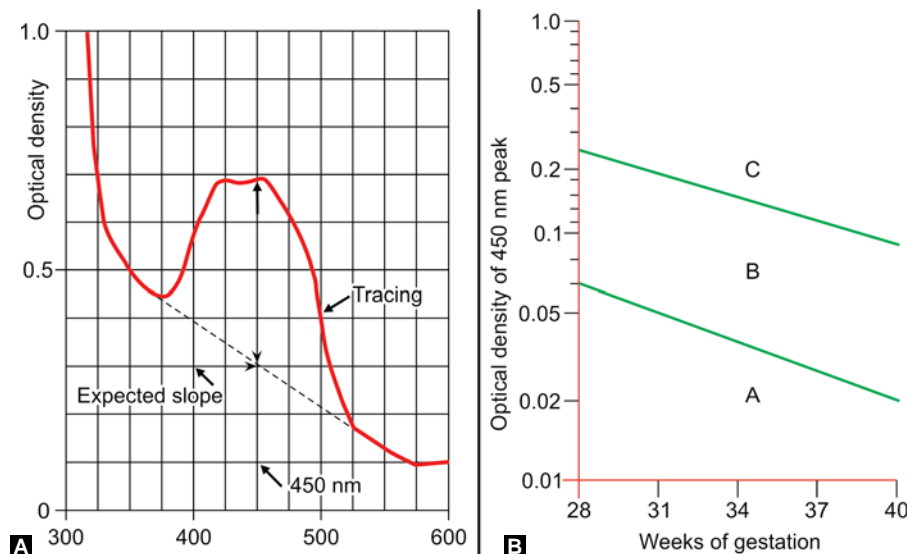 1.0
Optical density
0.5
Tracing
Expected slope
450 nm
0
300
400
500
600
A
1.0
0.5
0.2
0.1
0.05
0.02
0.01
Optical density of 450 nm peak
C
B
A
28
31
34
37
40
Weeks of gestation
B